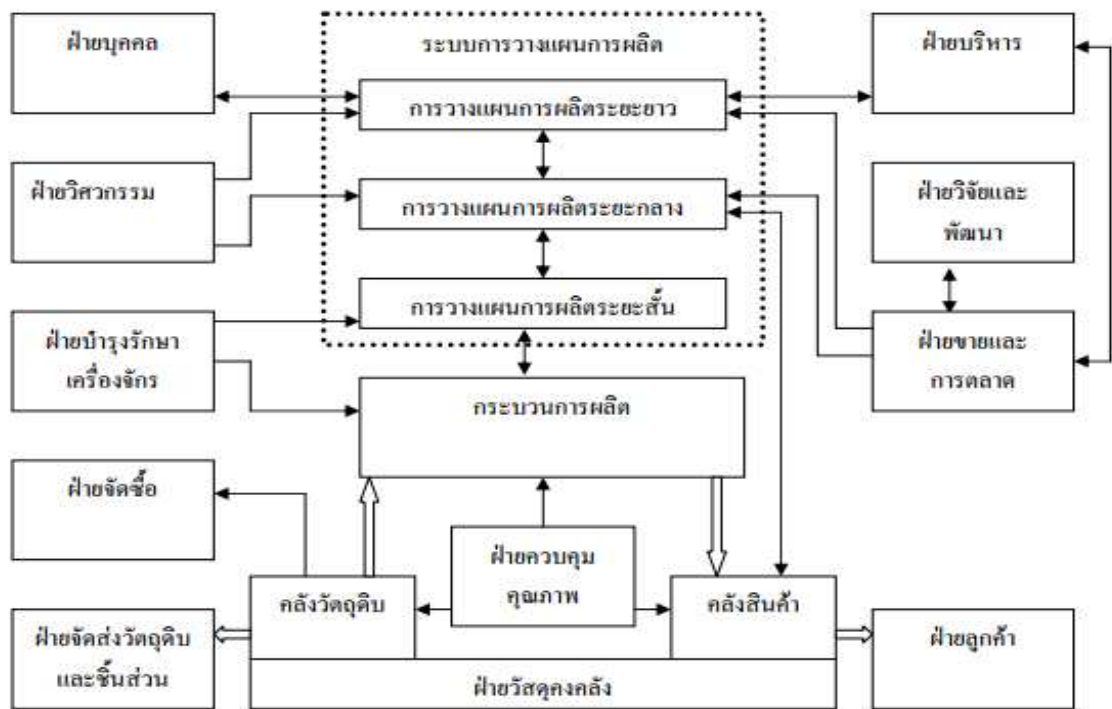 ฝ่ายบุคคล
ระบบการวางแผนการผลิต
ฝ่ายบริหาร
การวางแผนการผลิตระยะยาว
ฝ่ายวิศวกรรม
การวางแผนการผลิตระยะกลาง
ฝ่ายวิจัยและ
พัฒนา
การวางแผนการผลิตระยะสั้น
ฝ่ายบำรุงรักษา
เครื่องจักร
ฝ่ายขายและ
การตลาด
กระบวนการผลิต
ฝ่ายจัดซื้อ
ฝ่ายควบคุม
คุณภาพ
คลังวัตถุดิบ
คลังสินค้า
ฝ่ายจัดส่งวัตถุดิบ
และชิ้นส่วน
ฝ่ายลูกค้า
ฝ่ายวัสดุคงคลัง